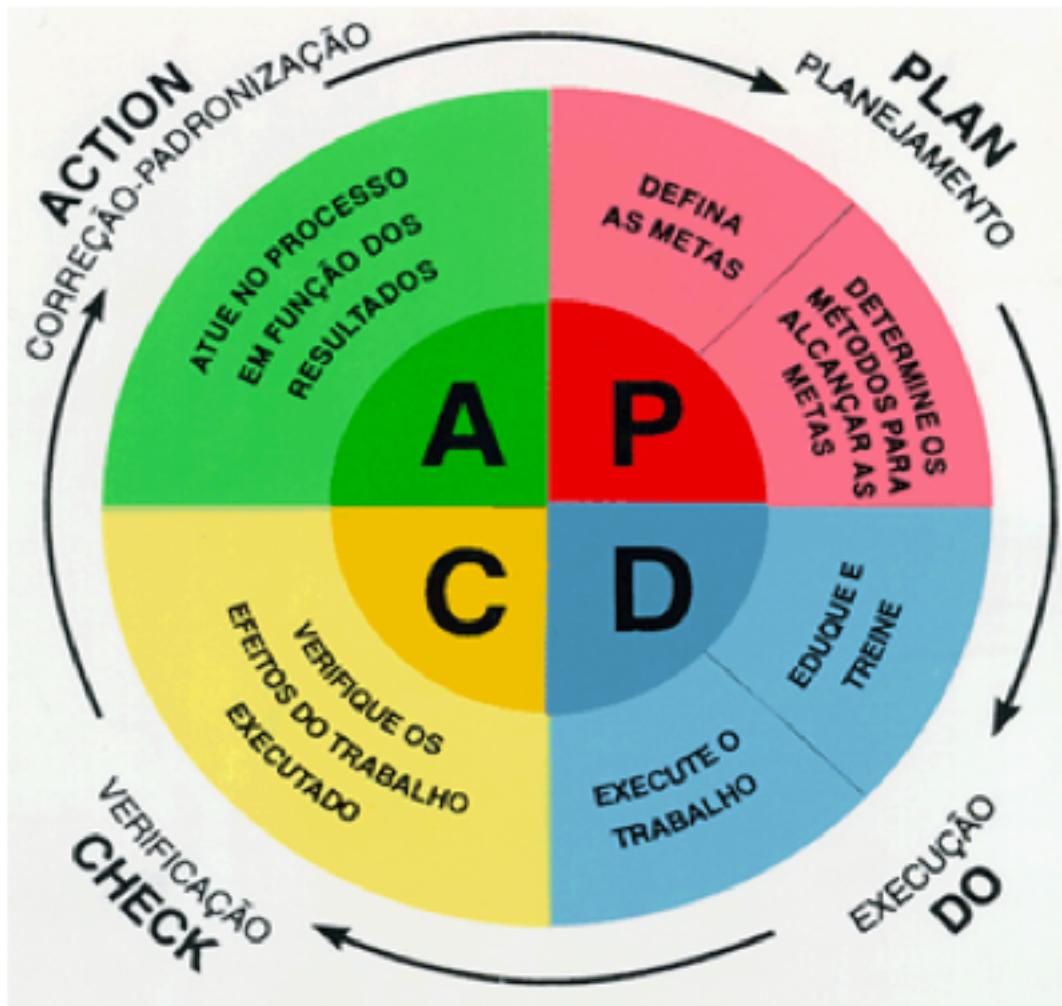 ACTION
CORREÇÃO-PADRONIZAÇÃO
PLAN
PLANEJAMENTO
ATUE NO PROCESSO
EM FUNÇÃO DOS
RESULTADOS
DEFINA
AS METAS
DETERMINE OS
MÉTODOS PARA
ALCANÇAR AS
METAS
A
P
C
D
VERIFIQUE OS
EFEITOS DO TRABALHO
EXECUTADO
EDUQUE E
TREINE
EXECUTE O
TRABALHO
VERIFICAÇÃO
CHECK
EXECUÇÃO
DO